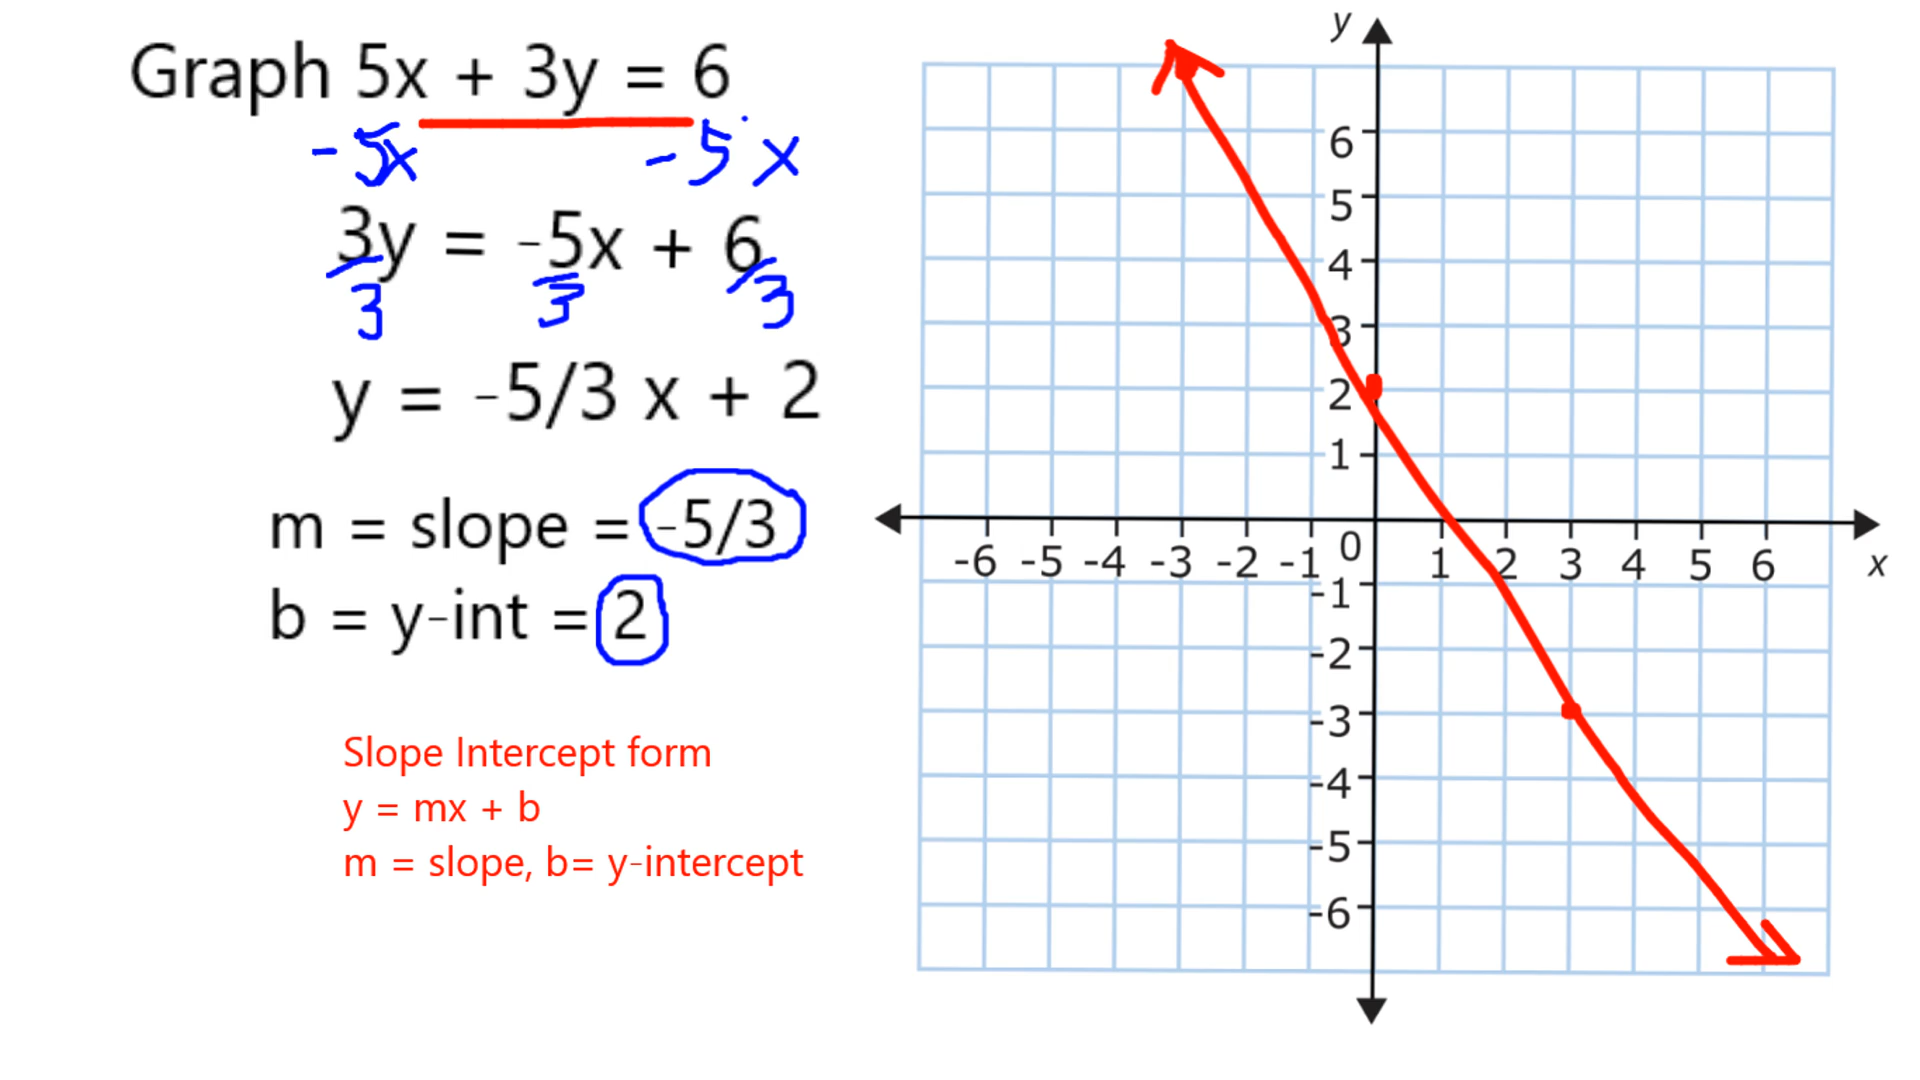 Graph 5x + 3y = 6
-5x -5x
3y = -5x + 6
3 3 3
y = -5/3 x + 2
m = slope = -5/3
b = y-int = 2
Slope Intercept form
y = mx + b
m = slope, b= y-intercept
y
6
5
4
3
2
1
-6 -5 -4 -3 -2 -1 0 1 2 3 4 5 6 x
-1
-2
-3
-4
-5
-6